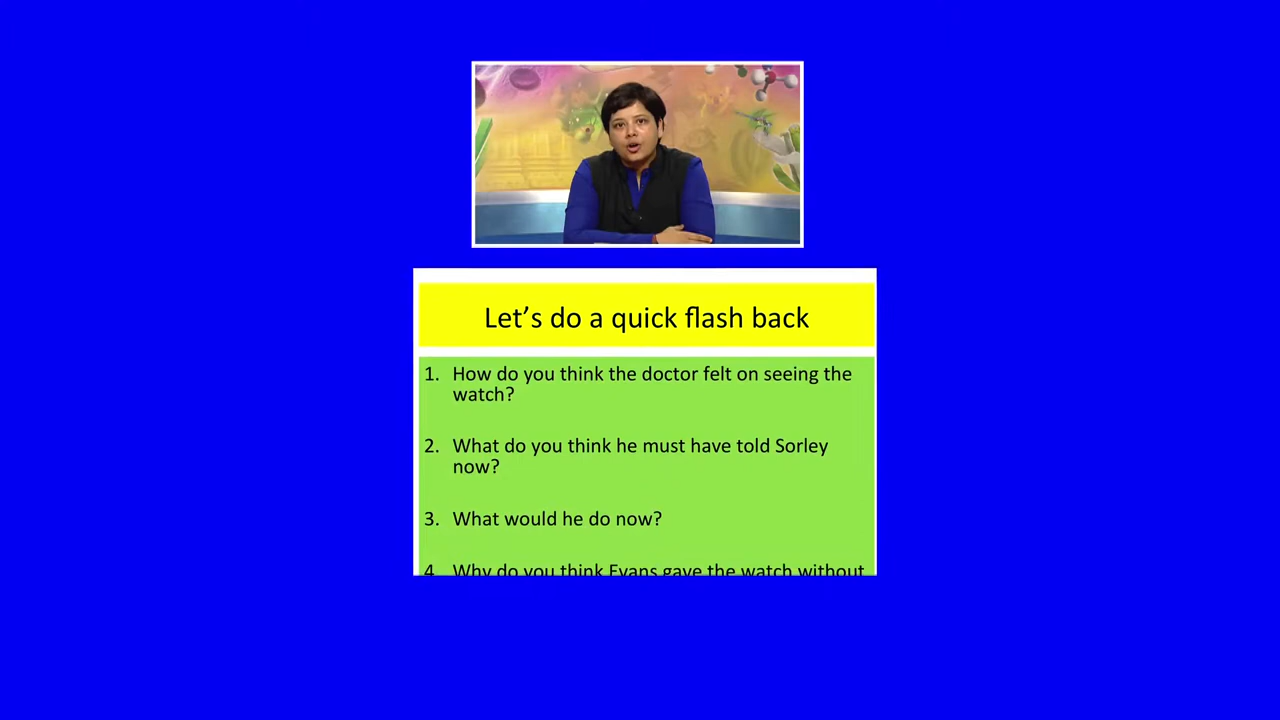 Let’s do a quick flash back
1. How do you think the doctor felt on seeing the
watch?
2. What do you think he must have told Sorley
now?
3. What would he do now?
4. Why do you think Evans gave the watch without